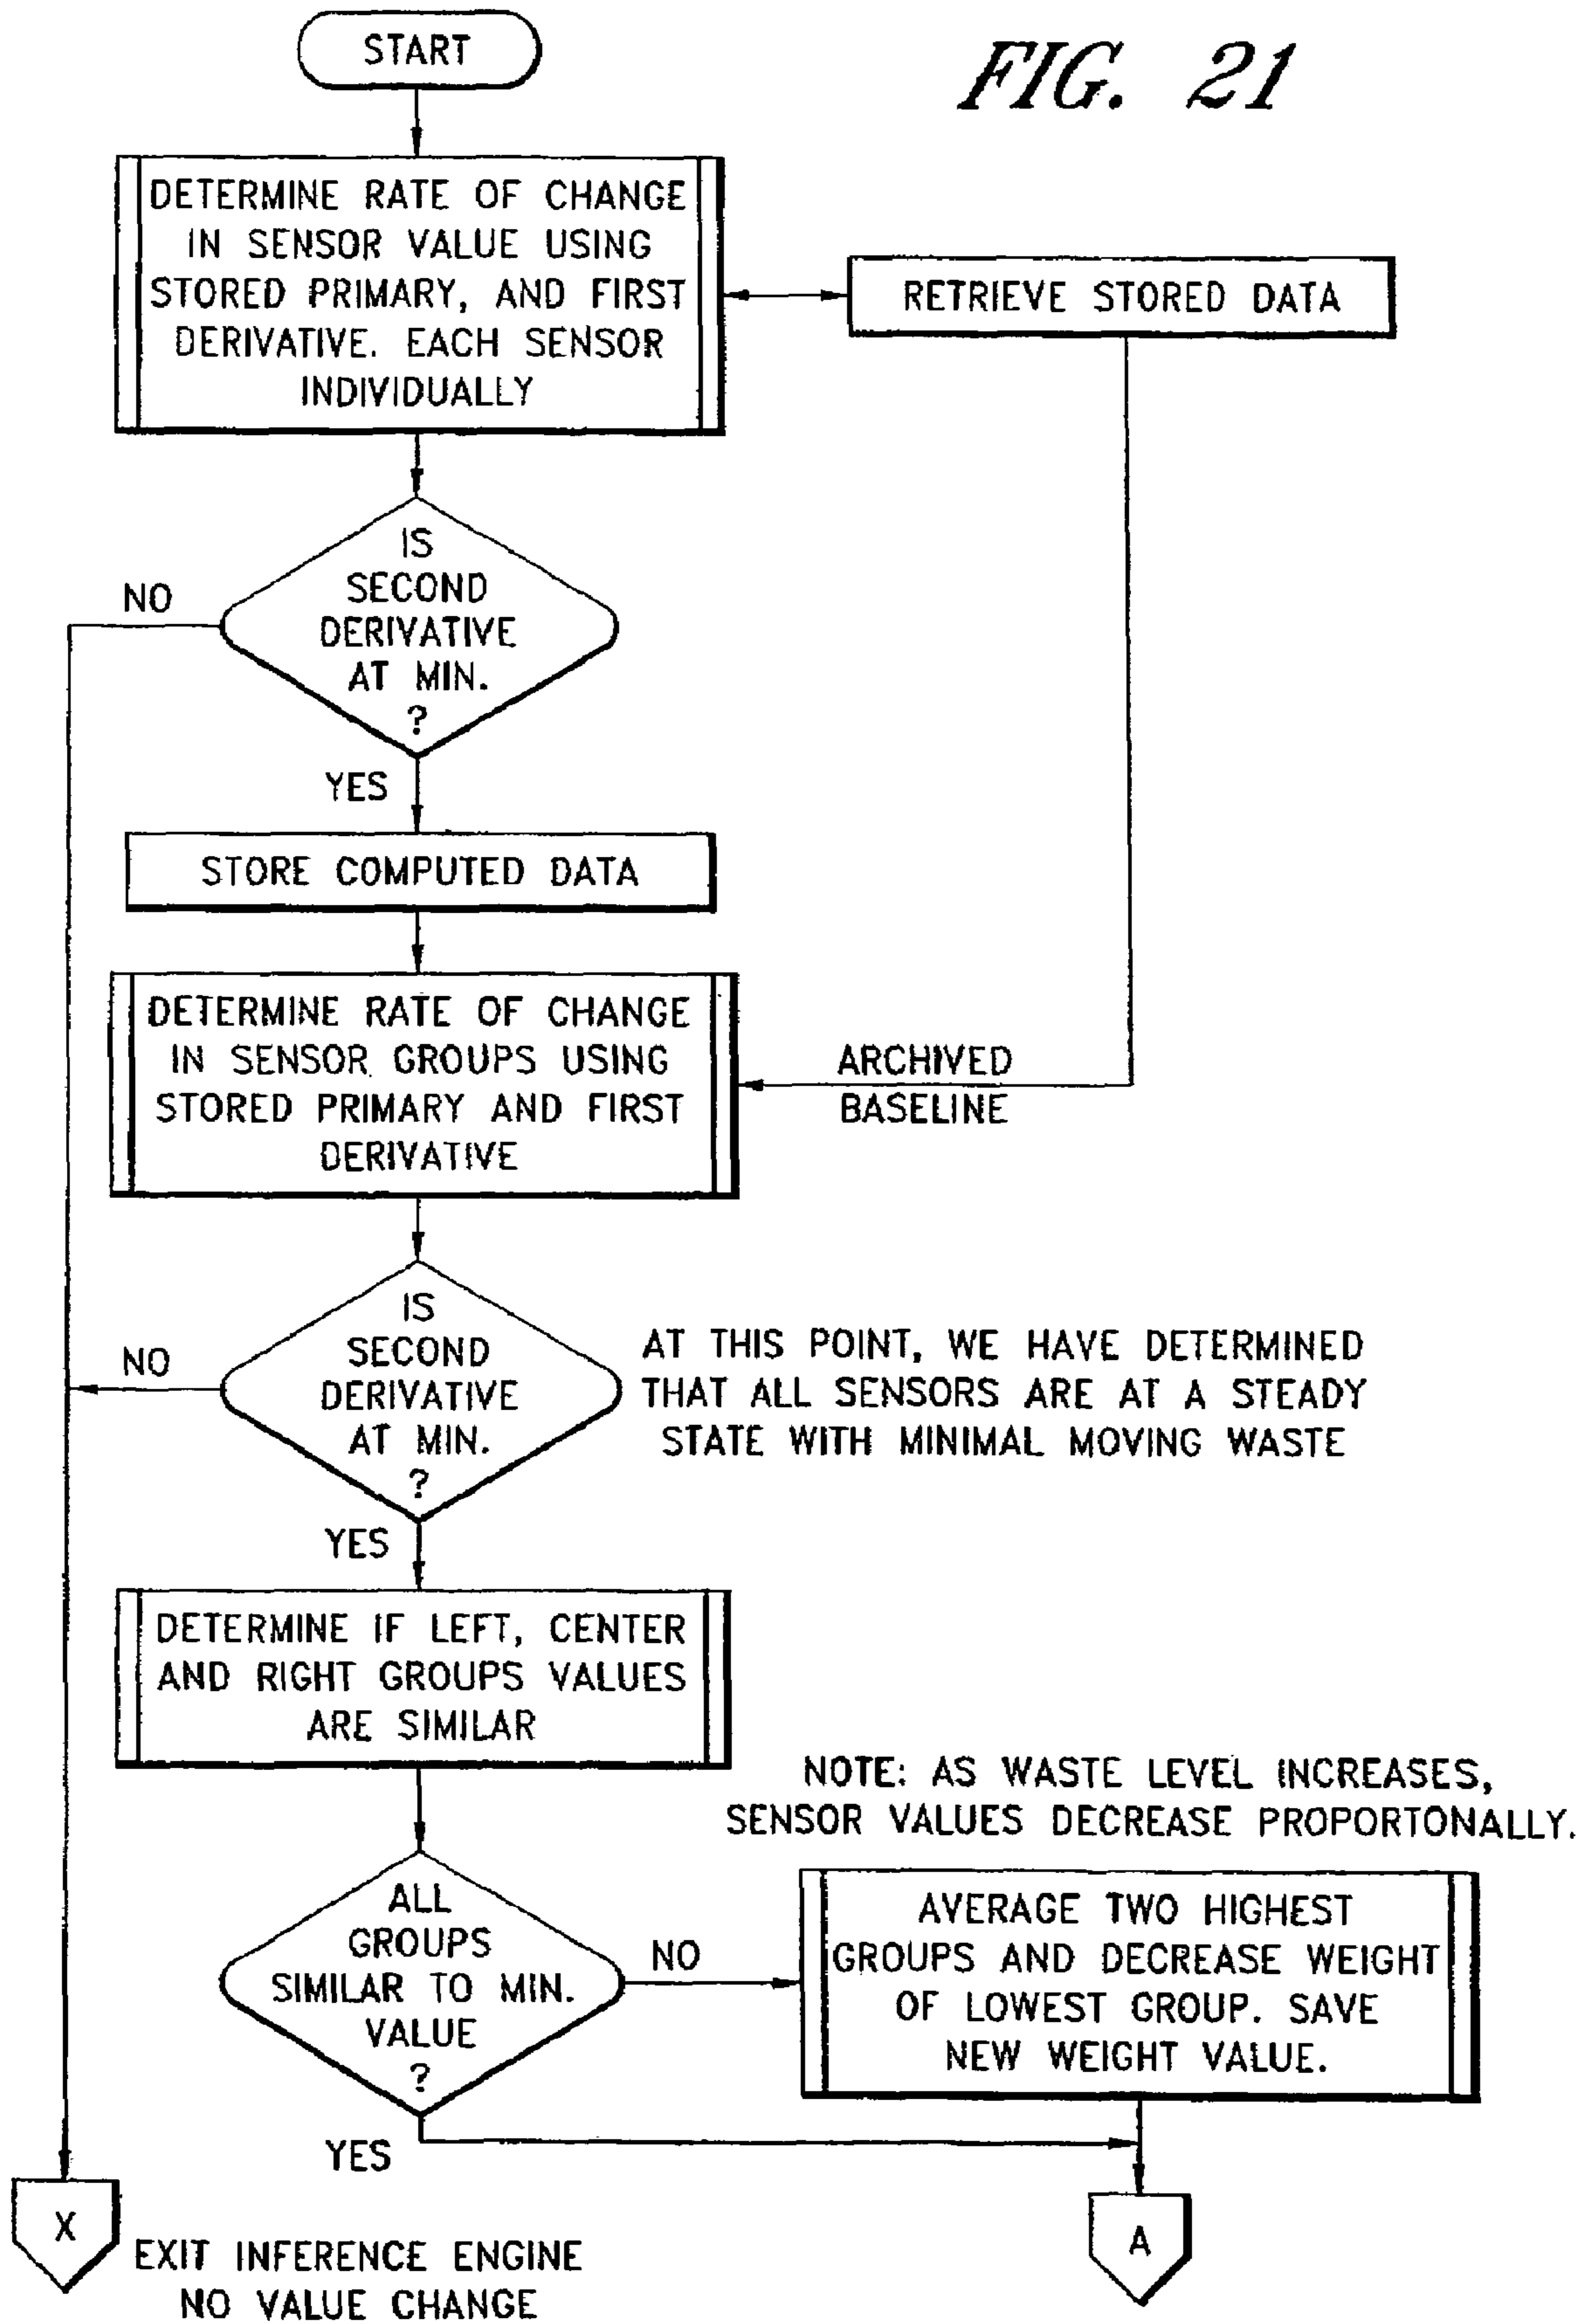 START
FIG. 21
DETERMINE RATE OF CHANGE
IN SENSOR VALUE USING
STORED PRIMARY, AND FIRST
DERIVATIVE. EACH SENSOR
INDIVIDUALLY
RETRIEVE STORED DATA
IS
SECOND
DERIVATIVE
AT MIN.
?
NO
YES
STORE COMPUTED DATA
DETERMINE RATE OF CHANGE
IN SENSOR GROUPS USING
STORED PRIMARY AND FIRST
DERIVATIVE
ARCHIVED
BASELINE
IS
SECOND
DERIVATIVE
AT MIN.
?
NO
AT THIS POINT, WE HAVE DETERMINED
THAT ALL SENSORS ARE AT A STEADY
STATE WITH MINIMAL MOVING WASTE
YES
DETERMINE IF LEFT, CENTER
AND RIGHT GROUPS VALUES
ARE SIMILAR
NOTE: AS WASTE LEVEL INCREASES,
SENSOR VALUES DECREASE PROPORTONALLY.
ALL
GROUPS
SIMILAR TO MIN.
VALUE
?
NO
AVERAGE TWO HIGHEST
GROUPS AND DECREASE WEIGHT
OF LOWEST GROUP. SAVE
NEW WEIGHT VALUE.
YES
X
EXIT INFERENCE ENGINE
NO VALUE CHANGE
A